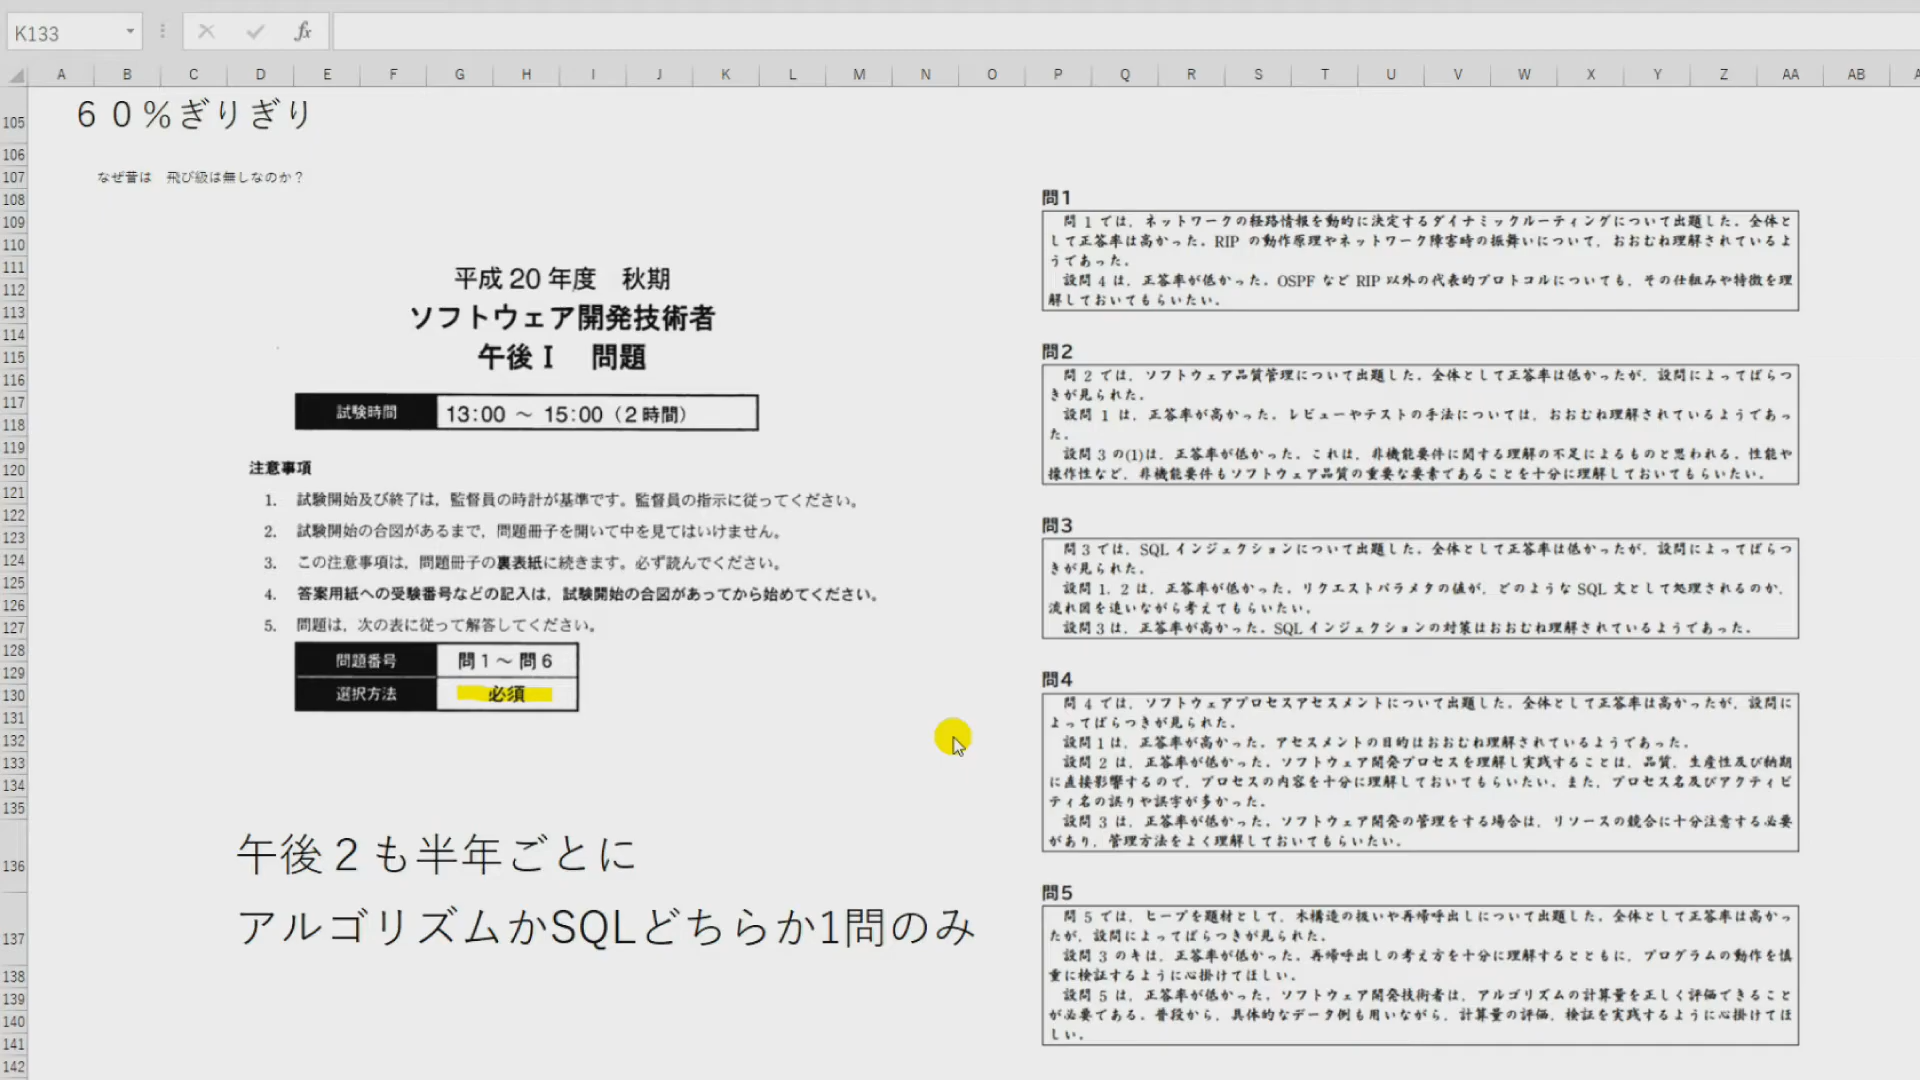 K133
fx
A B C D E F G H I J K L M N O P Q R S T U V W X Y Z AA AB
105
60%ぎりぎり
106
107
なぜ昔は　飛び級は無しなのか？
108
109
110
111
112
113
114
115
116
117
118
119
120
121
122
123
124
125
126
127
128
129
130
131
132
133
134
135
136
137
138
139
140
141
142
平成 20 年度　秋期
ソフトウェア開発技術者
午後 I　問題
試験時間　13:00 ～ 15:00（2 時間）
注意事項
1. 試験開始及び終了は，監督員の時計が基準です。監督員の指示に従ってください。
2. 試験開始の合図があるまで，問題冊子を開いて中を見てはいけません。
3. この注意事項は，問題冊子の裏表紙に続きます。必ず読んでください。
4. 答案用紙への受験番号などの記入は，試験開始の合図があってから始めてください。
5. 問題は，次の表に従って解答してください。
問題番号　問 1 ～ 問 6
選択方法　必須
午後２も半年ごとに
アルゴリズムかSQLどちらか1問のみ
問1
問 1 では，ネットワークの経路情報を動的に決定するダイナミックルーティングについて出題した。全体と
して正答率は高かった。RIP の動作原理やネットワーク障害時の振舞いについて，おおむね理解されているよ
うであった。
設問 4 は，正答率が低かった。OSPF など RIP 以外の代表的プロトコルについても，その仕組みや特徴を理
解しておいてもらいたい。
問2
問 2 では，ソフトウェア品質管理について出題した。全体として正答率は低かったが，設問によってばらつ
きが見られた。
設問 1 は，正答率が高かった。レビューやテストの手法については，おおむね理解されているようであっ
た。
設問 3 の(1)は，正答率が低かった。これは，非機能要件に関する理解の不足によるものと思われる。性能や
操作性など，非機能要件もソフトウェア品質の重要な要素であることを十分に理解しておいてもらいたい。
問3
問 3 では，SQL インジェクションについて出題した。全体として正答率は低かったが，設問によってばらつ
きが見られた。
設問 1，2 は，正答率が低かった。リクエストパラメタの値が，どのような SQL 文として処理されるのか，
流れ図を追いながら考えてもらいたい。
設問 3 は，正答率が高かった。SQL インジェクションの対策はおおむね理解されているようであった。
問4
問 4 では，ソフトウェアプロセスアセスメントについて出題した。全体として正答率は高かったが，設問に
よってばらつきが見られた。
設問 1 は，正答率が高かった。アセスメントの目的はおおむね理解されているようであった。
設問 2 は，正答率が低かった。ソフトウェア開発プロセスを理解し実践することは，品質，生産性及び納期
に直接影響するので，プロセスの内容を十分に理解しておいてもらいたい。また，プロセス名及びアクティビ
ティ名の誤りや誤字が多かった。
設問 3 は，正答率が低かった。ソフトウェア開発の管理をする場合は，リソースの競合に十分注意する必要
があり，管理方法をよく理解しておいてもらいたい。
問5
問 5 では，ヒープを題材として，木構造の扱いや再帰呼出しについて出題した。全体として正答率は高かっ
たが，設問によってばらつきが見られた。
設問 3 のキは，正答率が低かった。再帰呼出しの考え方を十分に理解するとともに，プログラムの動作を慎
重に検証するように心掛けてほしい。
設問 5 は，正答率が低かった。ソフトウェア開発技術者は，アルゴリズムの計算量を正しく評価できること
が必要である。普段から，具体的なデータ例も用いながら，計算量の評価，検証を実践するように心掛けてほ
しい。